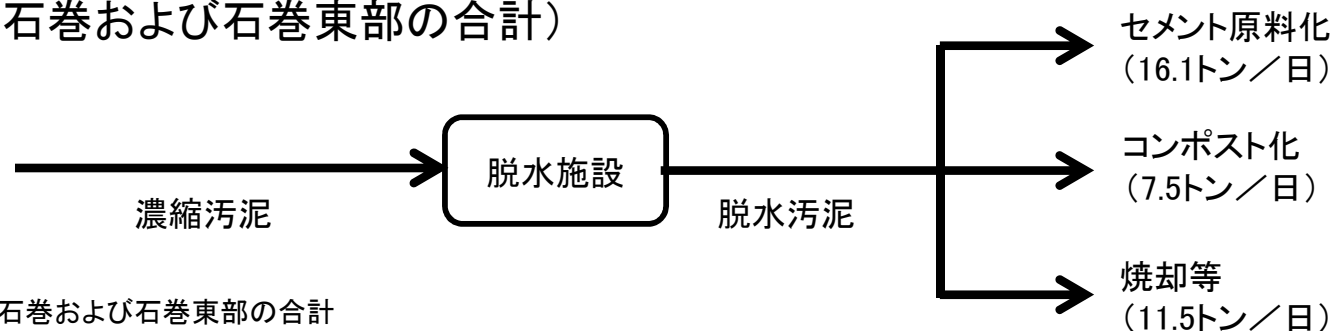 石巻および石巻東部の合計）
セメント原料化
（16.1トン／日）
脱水施設
コンポスト化
（7.5トン／日）
濃縮汚泥
脱水汚泥
焼却等
（11.5トン／日）
石巻および石巻東部の合計